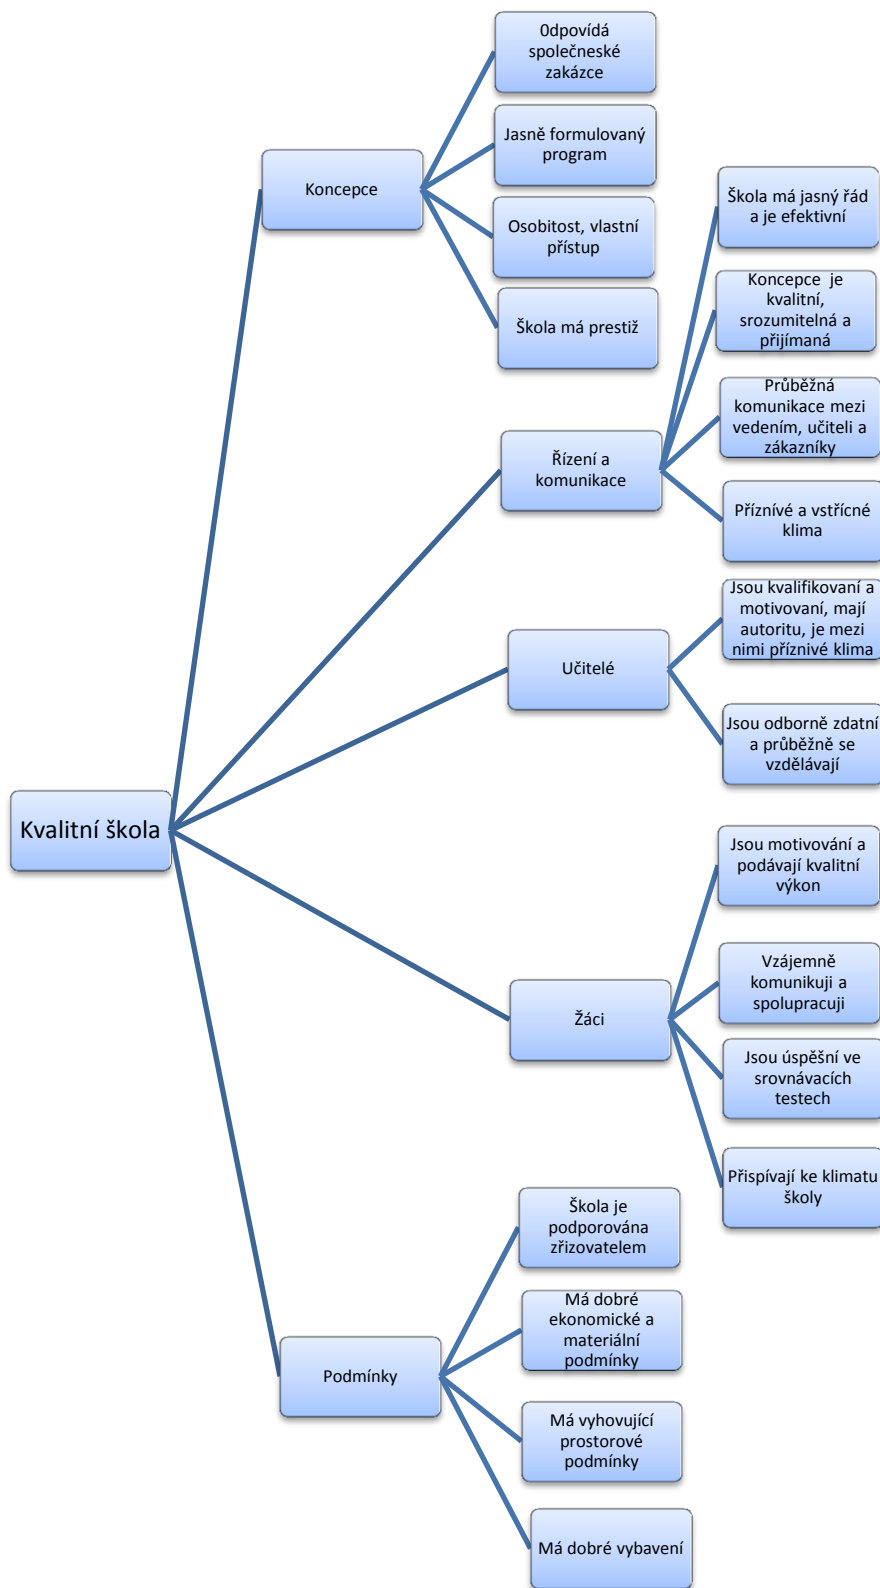 0dpovídá
společneské
zakázce
Jasně formulovaný
program
Koncepce
Osobitost, vlastní
přístup
Škola má prestiž
Škola má jasný řád
a je efektivní
Koncepce  je
kvalitní,
srozumitelná a
přijímaná
Průběžná
komunikace mezi
vedením, učiteli a
zákazníky
Řízení a
komunikace
Příznívé a vstřícné
klima
Jsou kvalifikovaní a
motivovaní, mají
autoritu, je mezi
nimi příznivé klima
Učitelé
Jsou odborně zdatní
a průběžně se
vzdělávají
Kvalitní škola
Jsou motivování a
podávají kvalitní
výkon
Vzájemně
komunikuji a
spolupracuji
Žáci
Jsou úspěšní ve
srovnávacích
testech
Přispívají ke klimatu
školy
Škola je
podporována
zřizovatelem
Má dobré
ekonomické a
materiální
podmínky
Podmínky
Má vyhovující
prostorové
podmínky
Má dobré vybavení